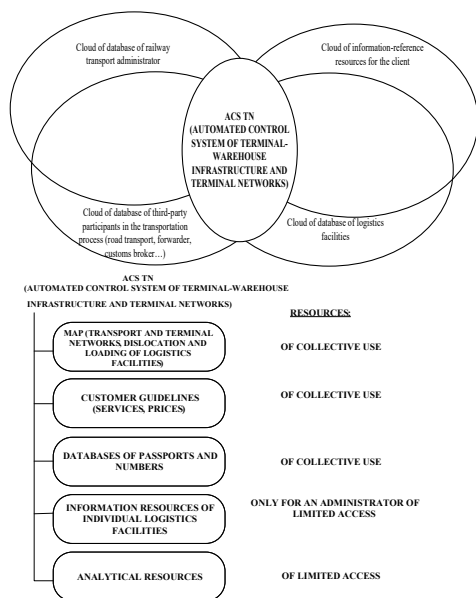 Cloud of database of railway
transport administrator
Cloud of information-reference
resources for the client
ACS TN
(AUTOMATED CONTROL
SYSTEM OF TERMINAL-
WAREHOUSE
INFRASTRUCTURE AND
TERMINAL NETWORKS)
Cloud of database of third-party
participants in the transportation
process (road transport, forwarder,
customs broker…)
Cloud of database of logistics
facilities
ACS TN
(AUTOMATED CONTROL SYSTEM OF TERMINAL-WAREHOUSE
INFRASTRUCTURE AND TERMINAL NETWORKS)
RESOURCES:
MAP (TRANSPORT AND TERMINAL
NETWORKS, DISLOCATION AND
LOADING OF LOGISTICS
FACILITIES)
OF COLLECTIVE USE
CUSTOMER GUIDELINES
(SERVICES, PRICES)
OF COLLECTIVE USE
DATABASES OF PASSPORTS AND
NUMBERS
OF COLLECTIVE USE
INFORMATION RESOURCES OF
INDIVIDUAL LOGISTICS
FACILITIES
ONLY FOR AN ADMINISTRATOR OF
LIMITED ACCESS
ANALYTICAL RESOURCES
OF LIMITED ACCESS